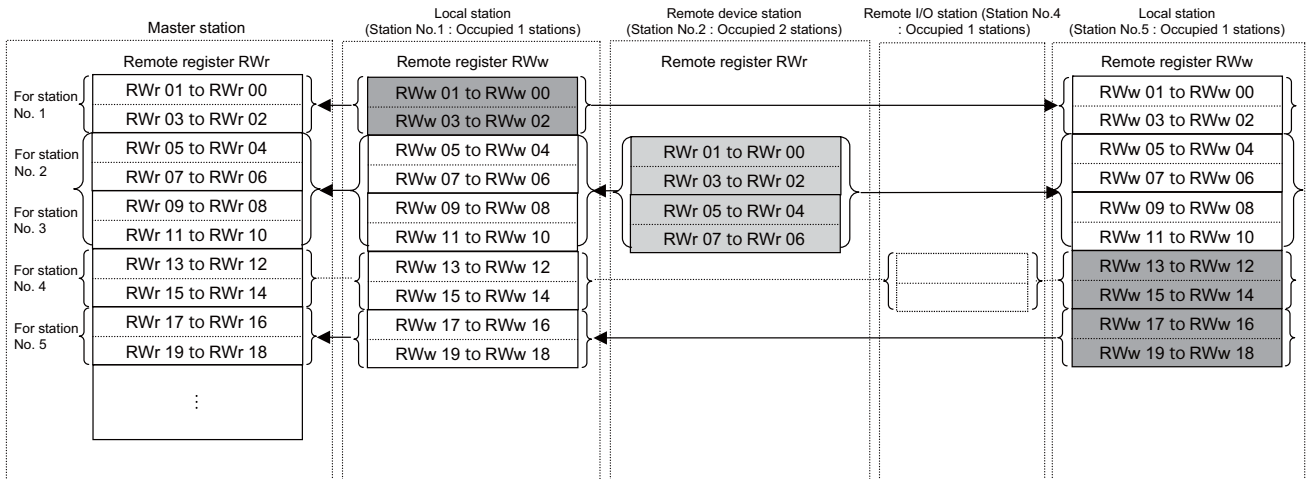 Master station
Local station
(Station No.1 : Occupied 1 stations)
Remote device station
(Station No.2 : Occupied 2 stations)
Remote I/O station (Station No.4
: Occupied 1 stations)
Local station
(Station No.5 : Occupied 1 stations)
Remote register RWr
Remote register RWw
Remote register RWr
Remote register RWw
For station
No. 1
RWr 01 to RWr 00
RWr 03 to RWr 02
For station
No. 2
RWr 05 to RWr 04
RWr 07 to RWr 06
For station
No. 3
RWr 09 to RWr 08
RWr 11 to RWr 10
For station
No. 4
RWr 13 to RWr 12
RWr 15 to RWr 14
For station
No. 5
RWr 17 to RWr 16
RWr 19 to RWr 18
⋮
RWw 01 to RWw 00
RWw 03 to RWw 02
RWw 05 to RWw 04
RWw 07 to RWw 06
RWw 09 to RWw 08
RWw 11 to RWw 10
RWw 13 to RWw 12
RWw 15 to RWw 14
RWw 17 to RWw 16
RWw 19 to RWw 18
RWr 01 to RWr 00
RWr 03 to RWr 02
RWr 05 to RWr 04
RWr 07 to RWr 06
RWw 01 to RWw 00
RWw 03 to RWw 02
RWw 05 to RWw 04
RWw 07 to RWw 06
RWw 09 to RWw 08
RWw 11 to RWw 10
RWw 13 to RWw 12
RWw 15 to RWw 14
RWw 17 to RWw 16
RWw 19 to RWw 18